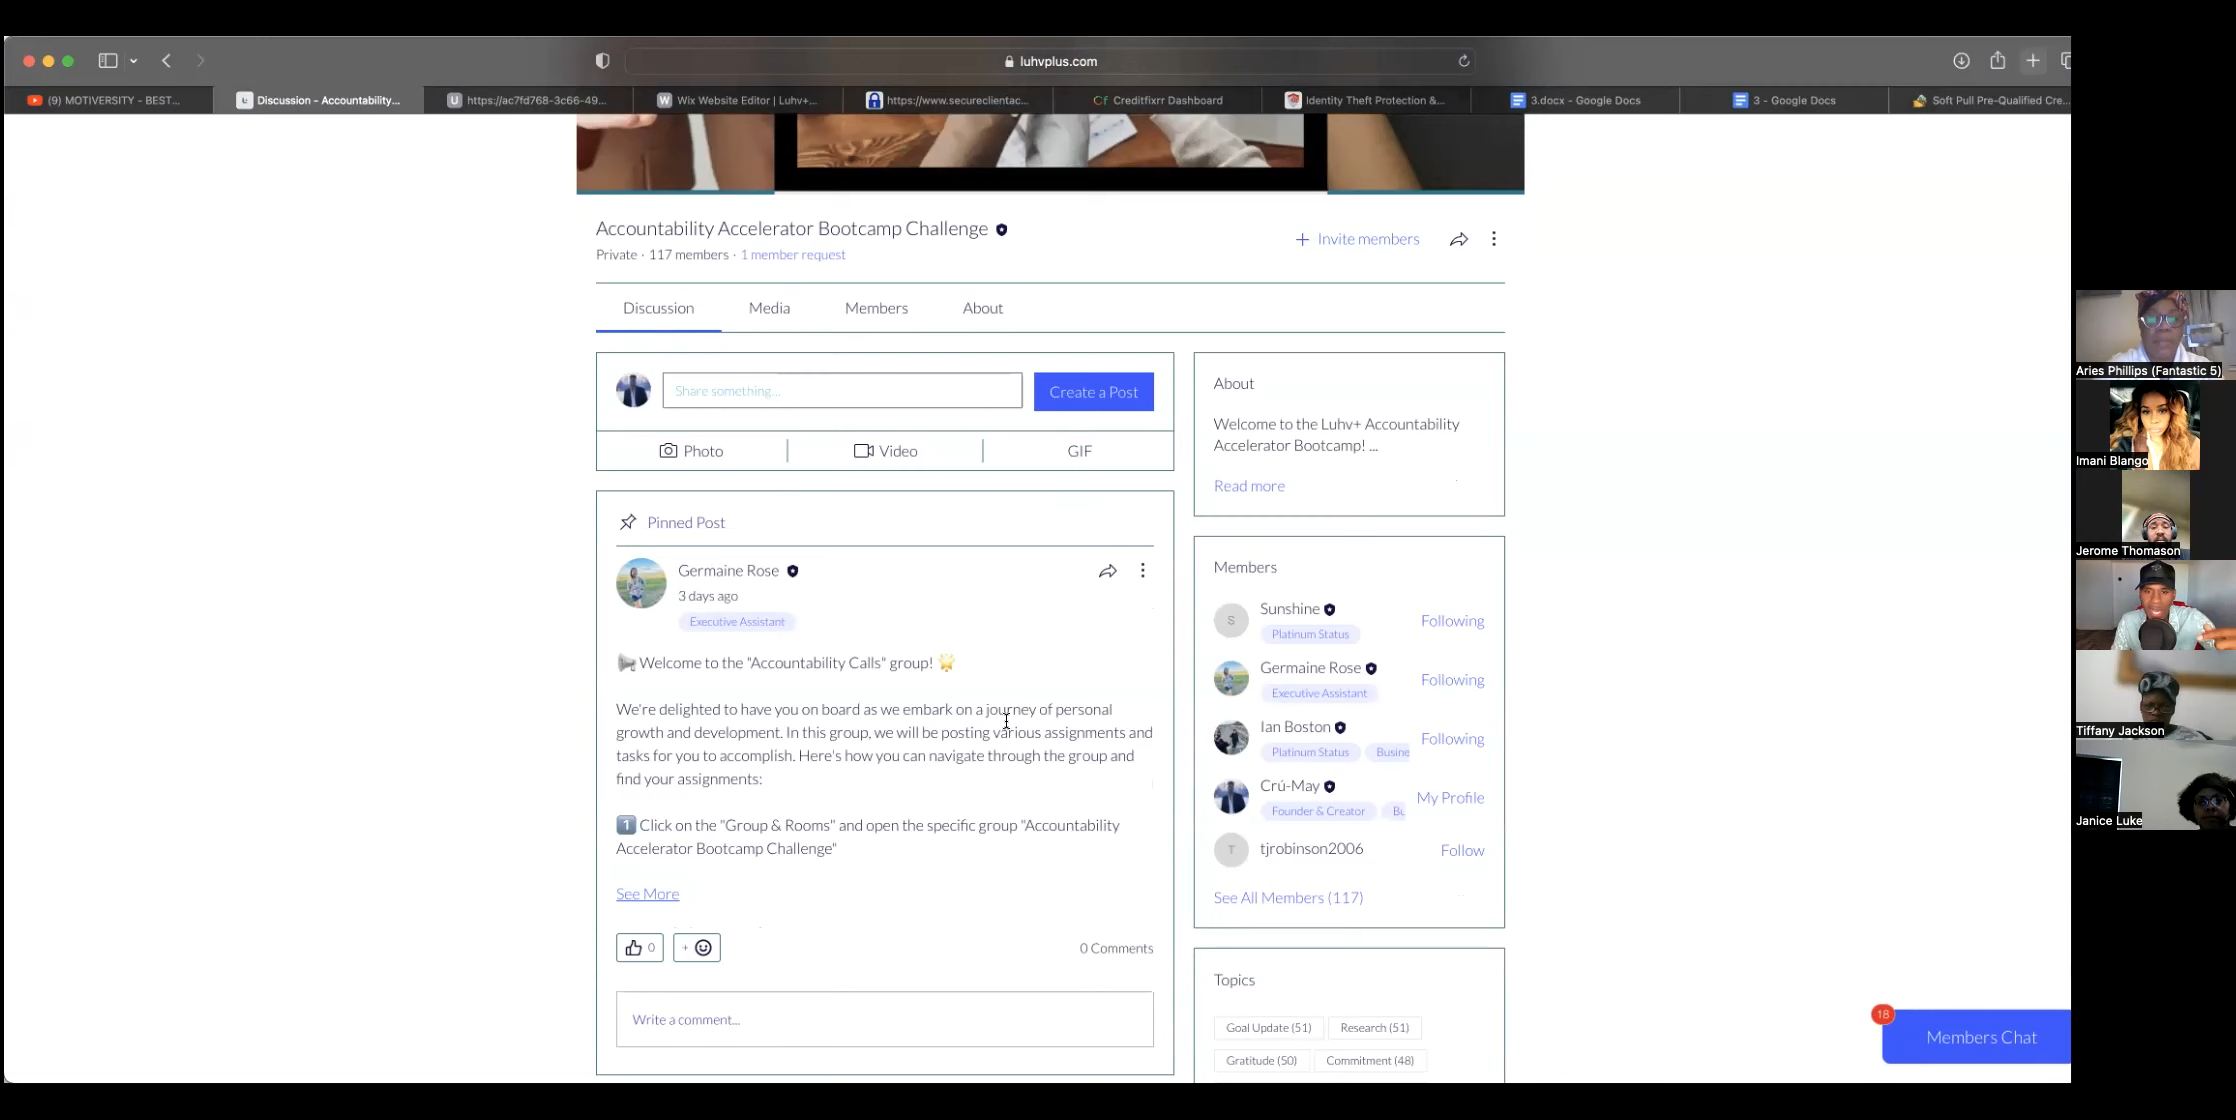 luhvplus.com
(9) MOTIVERSITY - BEST...
Discussion - Accountability...
https://ac7fd768-3c66-49...
Wix Website Editor | Luhv+,...
https://www.secureclientac...
Creditfixrr Dashboard
Identity Theft Protection &...
3.docx - Google Docs
3 - Google Docs
Soft Pull Pre-Qualified Cre...
Accountability Accelerator Bootcamp Challenge
Private · 117 members · 1 member request
+ Invite members
Discussion
Media
Members
About
Share something...
Create a Post
Photo
Video
GIF
Pinned Post
Germaine Rose
3 days ago
Executive Assistant
Welcome to the "Accountability Calls" group!
We're delighted to have you on board as we embark on a journey of personal
growth and development. In this group, we will be posting various assignments and
tasks for you to accomplish. Here's how you can navigate through the group and
find your assignments:
1 Click on the "Group & Rooms" and open the specific group "Accountability
Accelerator Bootcamp Challenge"
See More
0
+
0 Comments
Write a comment...
About
Welcome to the Luhv+ Accountability
Accelerator Bootcamp! ...
Read more
Members
S
Sunshine
Platinum Status
Following
Germaine Rose
Executive Assistant
Following
Ian Boston
Platinum Status
Busine
Following
Crú-May
Founder & Creator
Bu
My Profile
T
tjrobinson2006
Follow
See All Members (117)
Topics
Goal Update (51)
Research (51)
Gratitude (50)
Commitment (48)
18
Members Chat
Aries Phillips (Fantastic 5)
Imani Blango
Jerome Thomason
Tiffany Jackson
Janice Luke